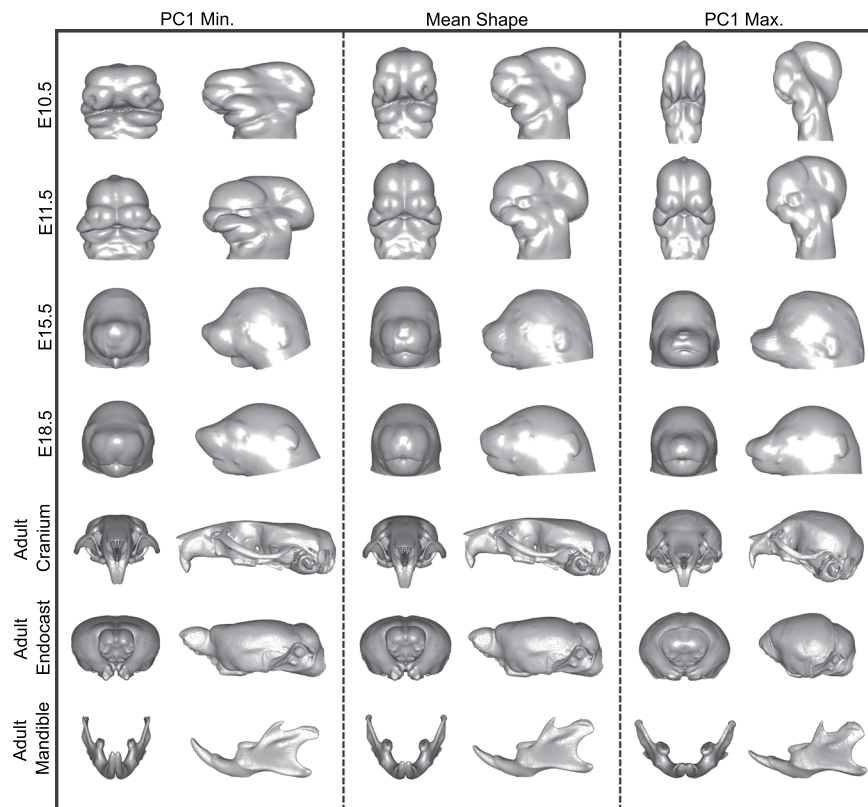 PC1 Min.
Mean Shape
PC1 Max.
E10.5
E11.5
E15.5
E18.5
Adult
Cranium
Adult
Endocast
Adult
Mandible